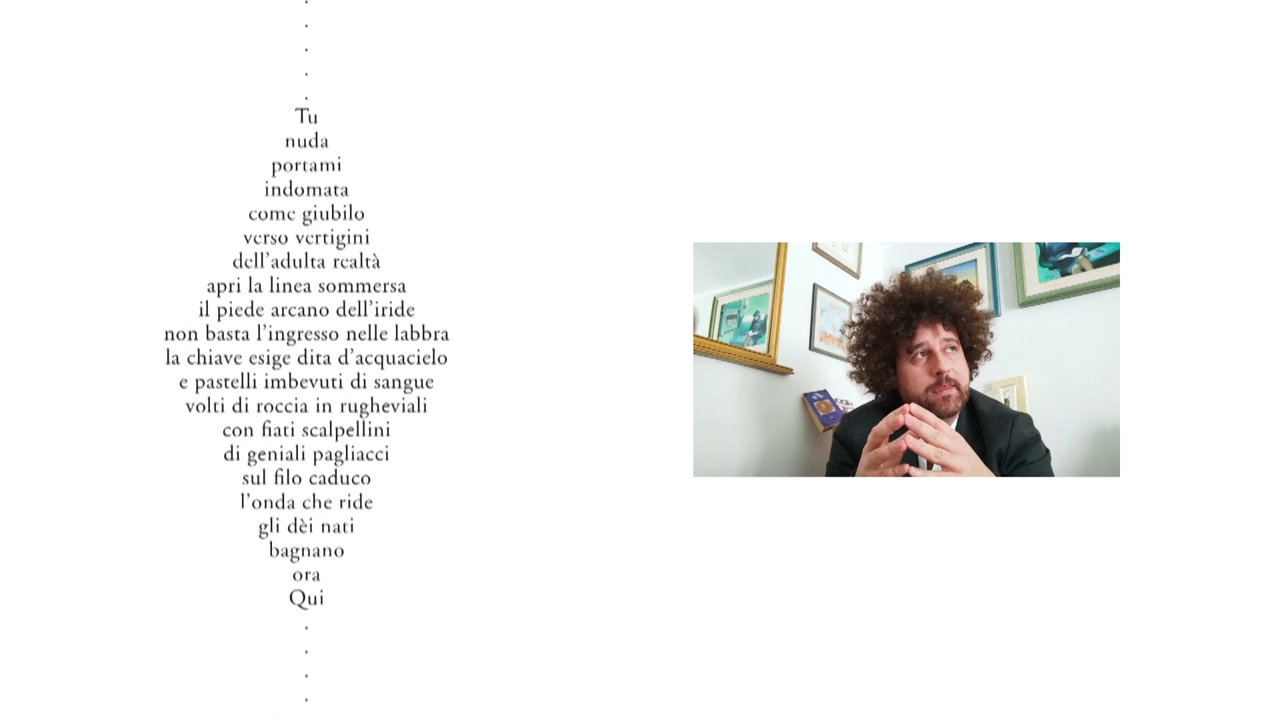 .
.
.
.
.
Tu
nuda
portami
indomata
come giubilo
verso vertigini
dell’adulta realtà
apri la linea sommersa
il piede arcano dell’iride
non basta l’ingresso nelle labbra
la chiave esige dita d’acquacielo
e pastelli imbevuti di sangue
volti di roccia in rugheviali
con fiati scalpellini
di geniali pagliacci
sul filo caduco
l’onda che ride
gli dèi nati
bagnano
ora
Qui
.
.
.
.